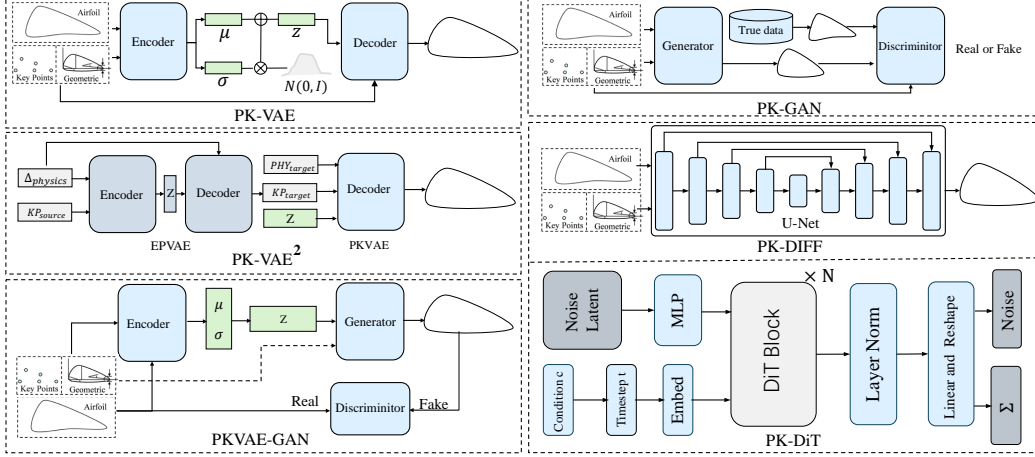 Airfoil
Key Points
Geometric
Encoder
μ
σ
z
N(0, I)
Decoder
PK-VAE
Δphysics
KPsource
Encoder
Z
Decoder
EPVAE
PHYtarget
KPtarget
Z
Decoder
PKVAE
PK-VAE²
Encoder
μ
σ
Z
Generator
Key Points
Geometric
Airfoil
Real
Discriminitor
Fake
PKVAE-GAN
Airfoil
Key Points
Geometric
Generator
True data
Discriminitor
Real or Fake
PK-GAN
Airfoil
Key Points
Geometric
U-Net
PK-DIFF
Noise
Latent
MLP
DiT Block
× N
Layer Norm
Linear and Reshape
Noise
Σ
Condition c
Timestep t
Embed
PK-DiT